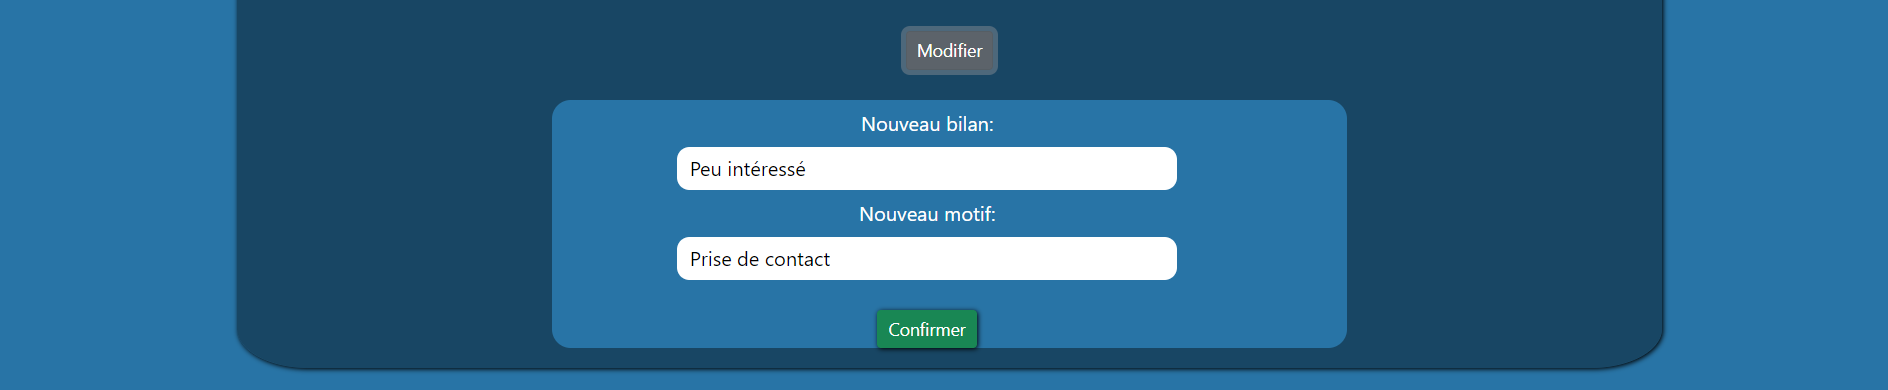 Modifier
Nouveau bilan:
Peu intéressé
Nouveau motif:
Prise de contact
Confirmer